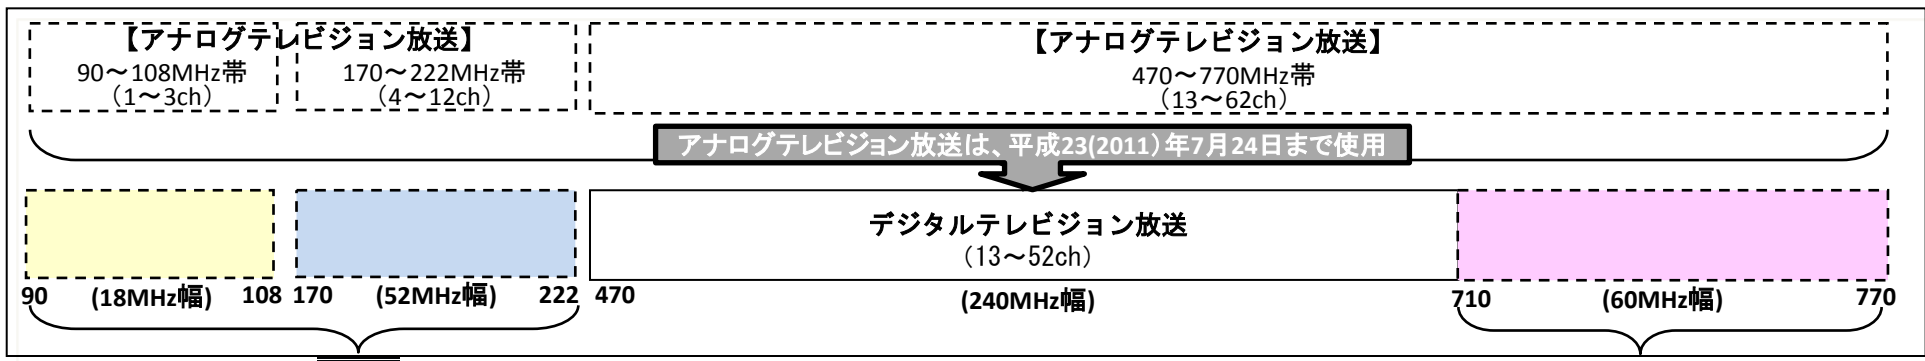 【アナログテレビジョン放送】
90～108MHz帯
（1～3ch）
170～222MHz帯
（4～12ch）
【アナログテレビジョン放送】
470～770MHz帯
（13～62ch）
アナログテレビジョン放送は、平成23(2011）年7月24日まで使用
デジタルテレビジョン放送
（13～52ch）
90 (18MHz幅) 108 170 (52MHz幅) 222 470 (240MHz幅) 710 (60MHz幅) 770